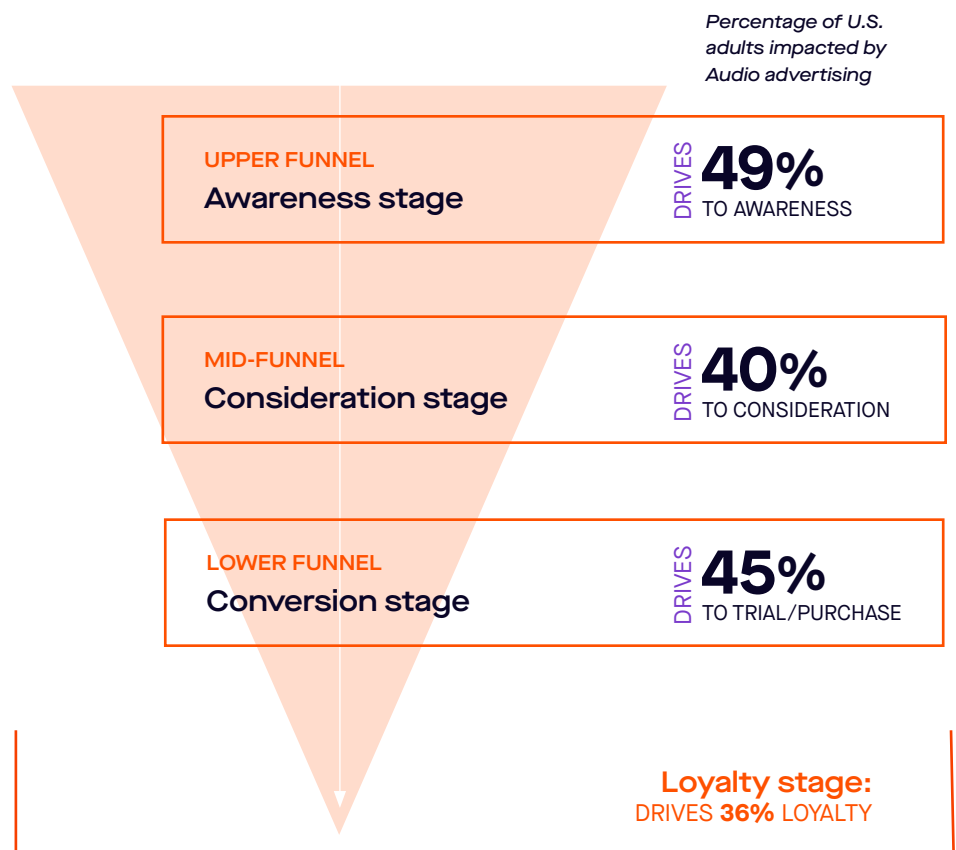 Percentage of U.S.
adults impacted by
Audio advertising
UPPER FUNNEL
Awareness stage
DRIVES
49%
TO AWARENESS
MID-FUNNEL
Consideration stage
DRIVES
40%
TO CONSIDERATION
LOWER FUNNEL
Conversion stage
DRIVES
45%
TO TRIAL/PURCHASE
Loyalty stage:
DRIVES 36% LOYALTY